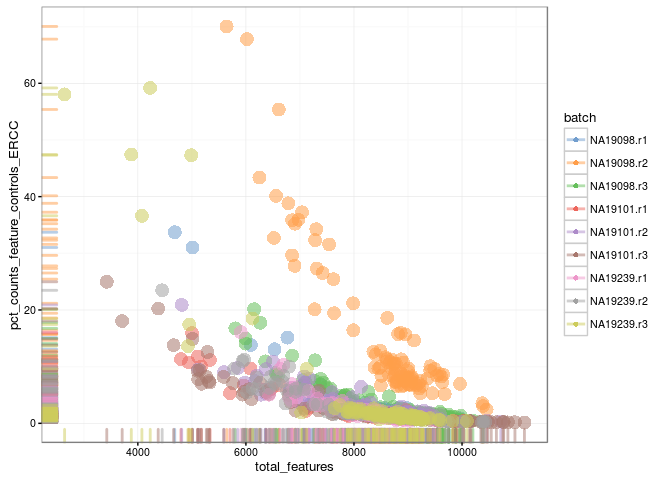 60
40
20
0
4000 6000 8000 10000
total_features
pct_counts_feature_controls_ERCC
batch
NA19098.r1
NA19098.r2
NA19098.r3
NA19101.r1
NA19101.r2
NA19101.r3
NA19239.r1
NA19239.r2
NA19239.r3